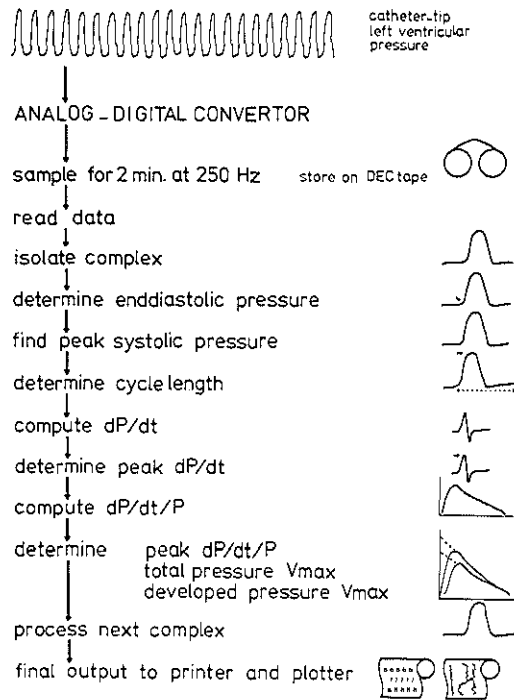 catheter-tip
left ventricular
pressure
ANALOG-DIGITAL CONVERTOR
sample for 2 min. at 250 Hz store on DEC tape
read data
isolate complex
determine enddiastolic pressure
find peak systolic pressure
determine cycle length
compute dP/dt
determine peak dP/dt
compute dP/dt/P
determine peak dP/dt/P
total pressure Vmax
developed pressure Vmax
process next complex
final output to printer and plotter